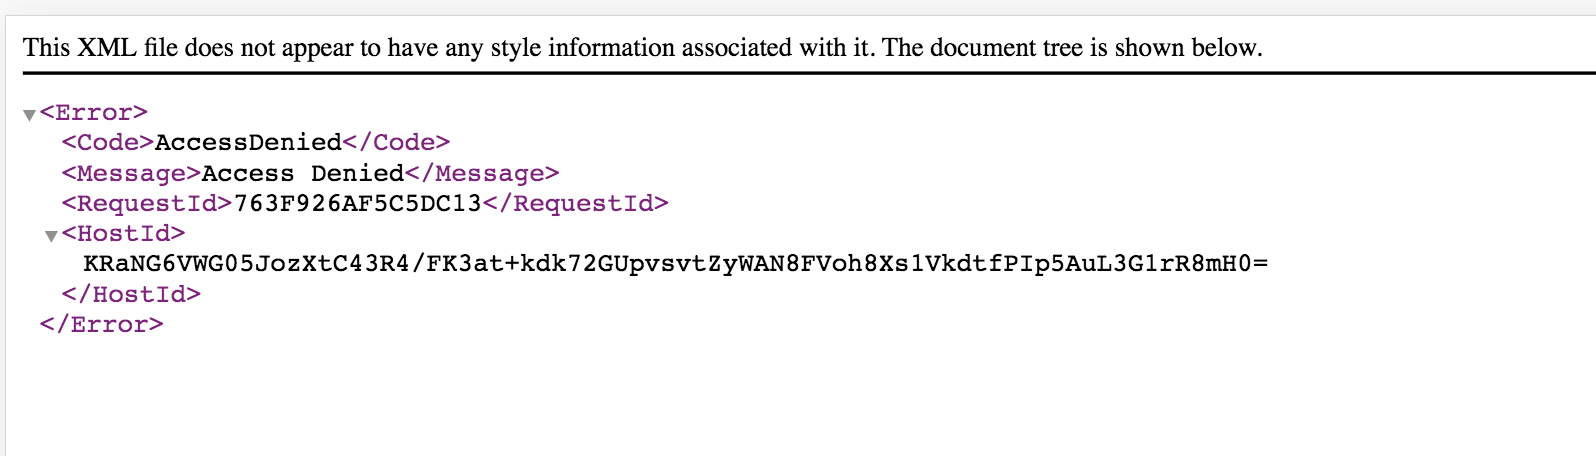 This XML file does not appear to have any style information associated with it. The document tree is shown below.
▼<Error>
<Code>AccessDenied</Code>
<Message>Access Denied</Message>
<RequestId>763F926AF5C5DC13</RequestId>
▼<HostId>
KRaNG6VWG05JozXtC43R4/FK3at+kdk72GUpvsvtZyWAN8FVoh8Xs1VkdtfPIp5AuL3G1rR8mH0=
</HostId>
</Error>